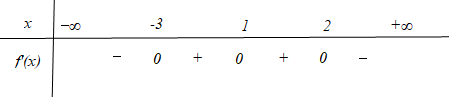 x −∞ -3 1 2 +∞
f'(x) − 0 + 0 + 0 −